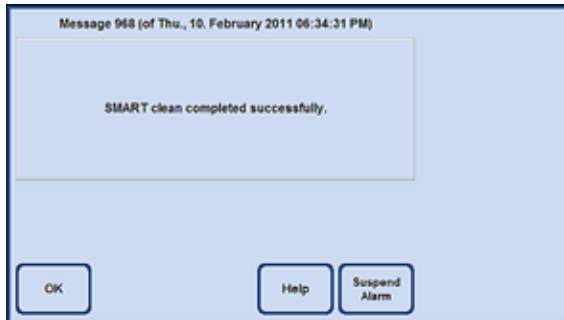 Message 968 (of Thu., 10. February 2011 06:34:31 PM)
SMART clean completed successfully.
OK
Help
Suspend
Alarm